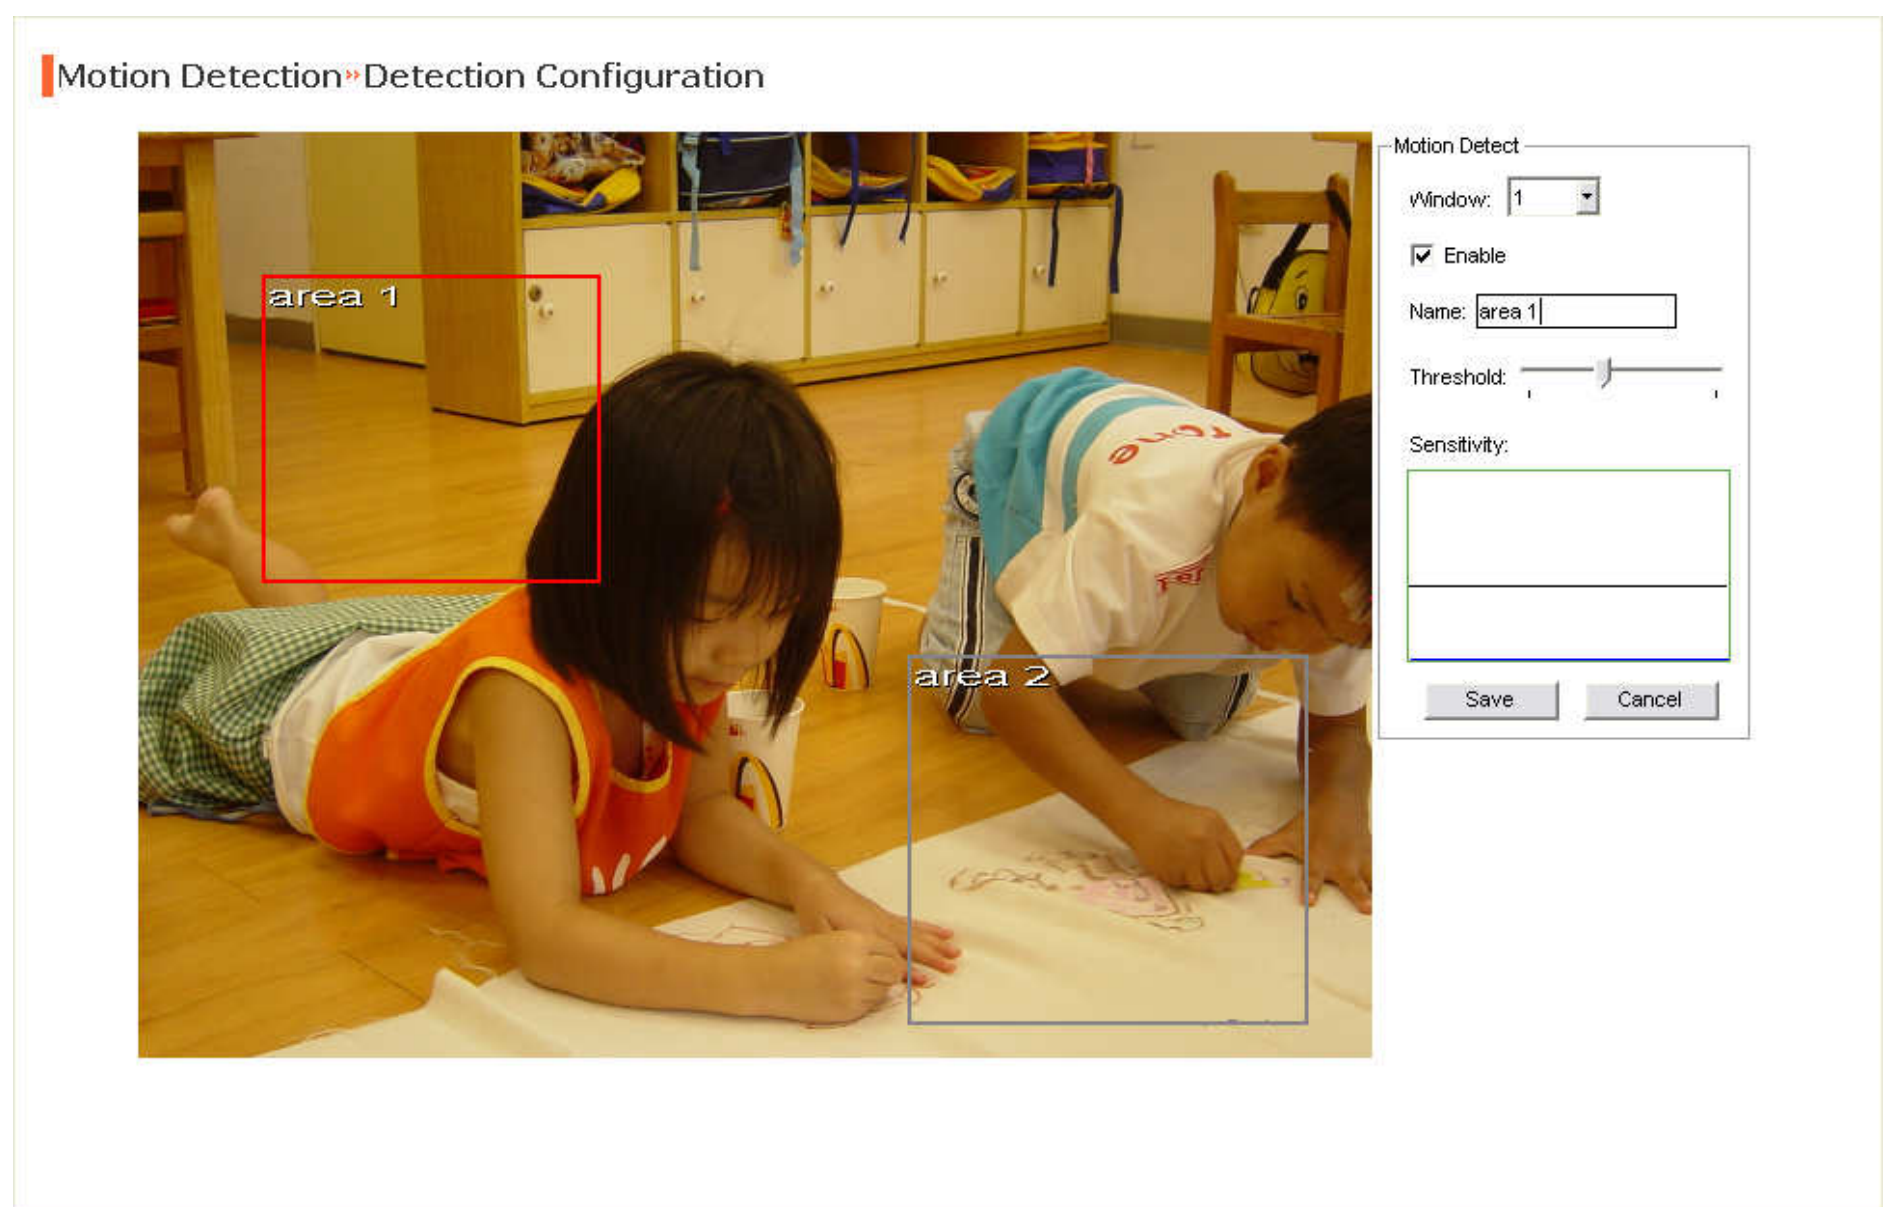 Motion Detection»Detection Configuration
area 1
area 2
Tone
Motion Detect
Window: 1
Enable
Name: area 1
Threshold:
Sensitivity:
Save Cancel